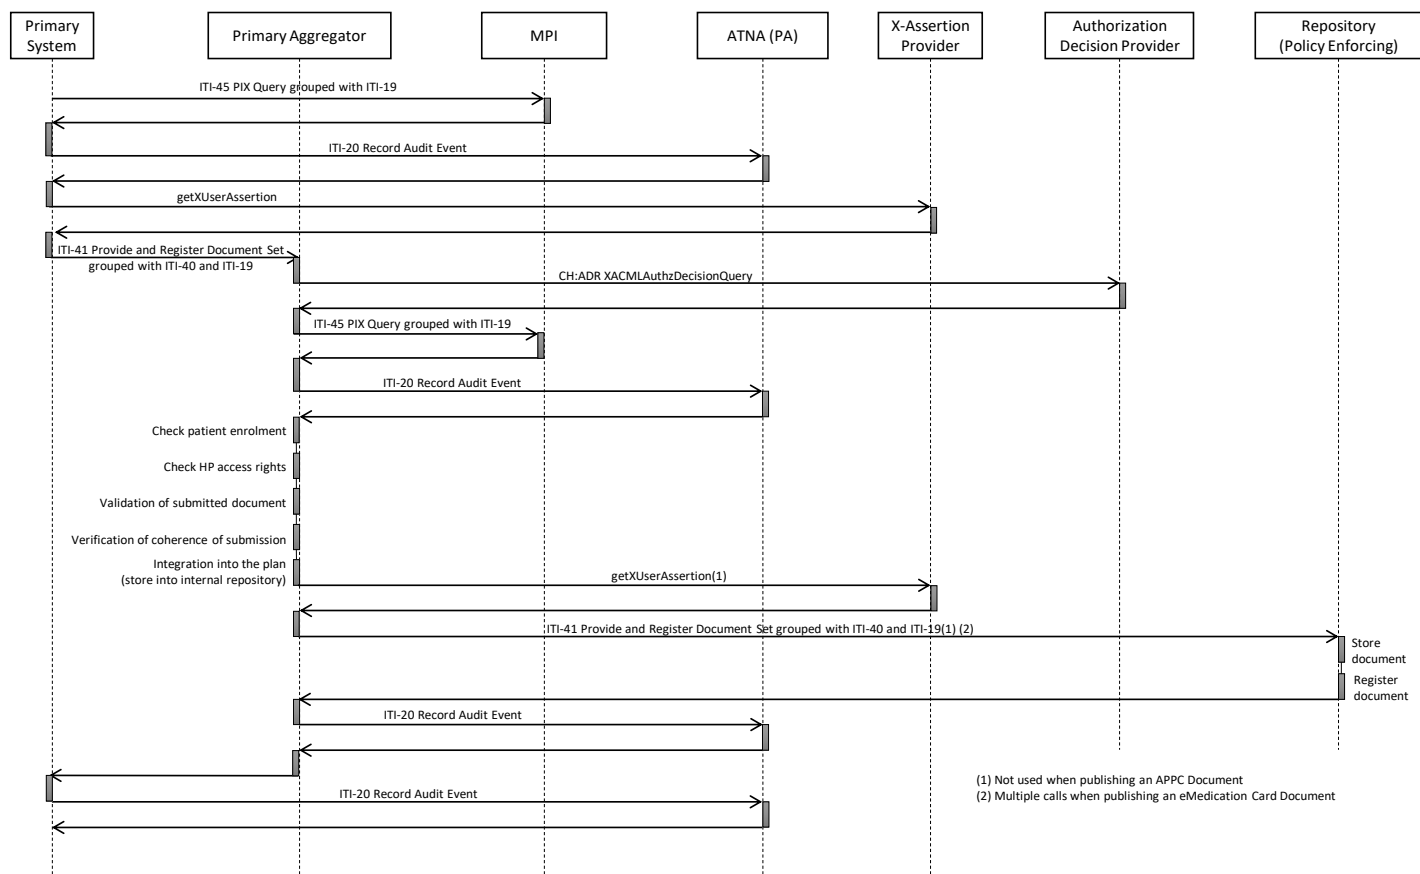 Primary
System
Primary Aggregator
MPI
ATNA (PA)
X-Assertion
Provider
Authorization
Decision Provider
Repository
(Policy Enforcing)
ITI-45 PIX Query grouped with ITI-19
ITI-20 Record Audit Event
getXUserAssertion
ITI-41 Provide and Register Document Set
grouped with ITI-40 and ITI-19
CH:ADR XACMLAuthzDecisionQuery
ITI-45 PIX Query grouped with ITI-19
ITI-20 Record Audit Event
Check patient enrolment
Check HP access rights
Validation of submitted document
Verification of coherence of submission
Integration into the plan
(store into internal repository)
getXUserAssertion(1)
ITI-41 Provide and Register Document Set grouped with ITI-40 and ITI-19(1) (2)
Store
document
Register
document
ITI-20 Record Audit Event
ITI-20 Record Audit Event
(1) Not used when publishing an APPC Document
(2) Multiple calls when publishing an eMedication Card Document